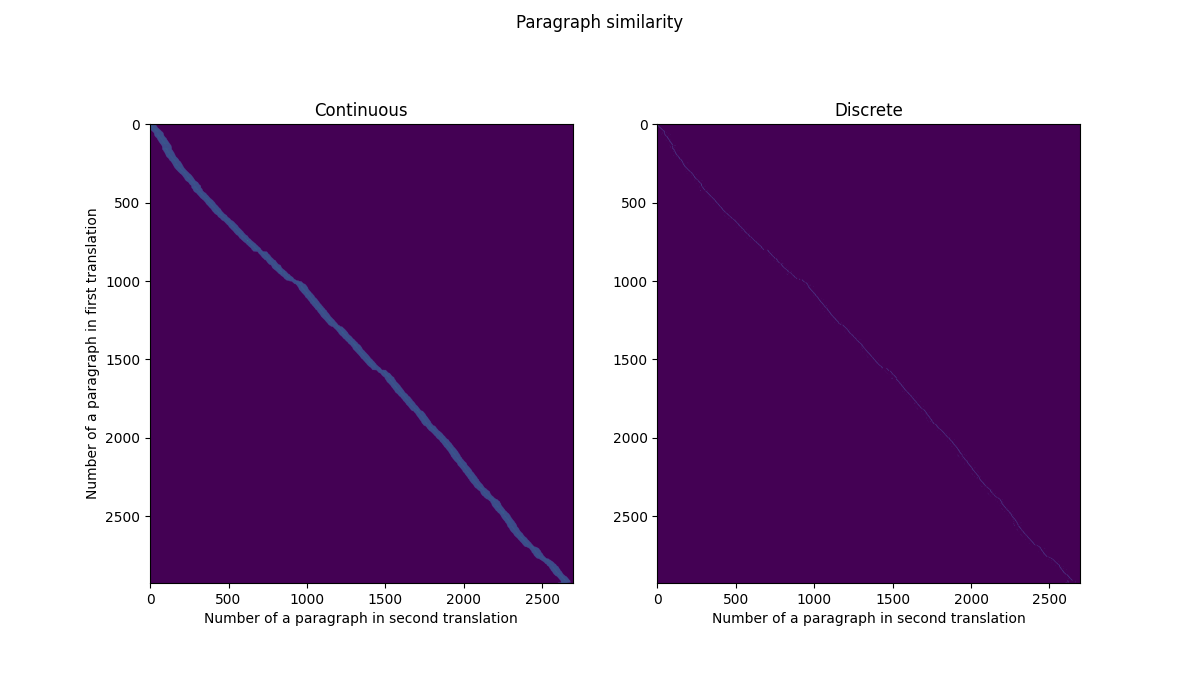 Paragraph similarity
Continuous
0
500
1000
1500
2000
2500
Number of a paragraph in first translation
0 500 1000 1500 2000 2500
Number of a paragraph in second translation
Discrete
0
500
1000
1500
2000
2500
0 500 1000 1500 2000 2500
Number of a paragraph in second translation